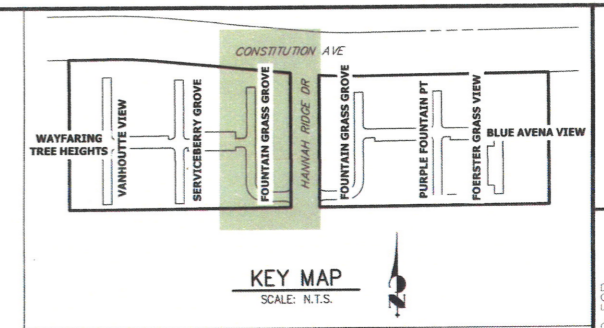 CONSTITUTION AVE
WAYFARING
TREE HEIGHTS
VANHOUTTE VIEW
SERVICEBERRY GROVE
FOUNTAIN GRASS GROVE
HANNAH RIDGE DR
FOUNTAIN GRASS GROVE
PURPLE FOUNTAIN PT
FOERSTER GRASS VIEW
BLUE AVENA VIEW
KEY MAP
SCALE: N.T.S.